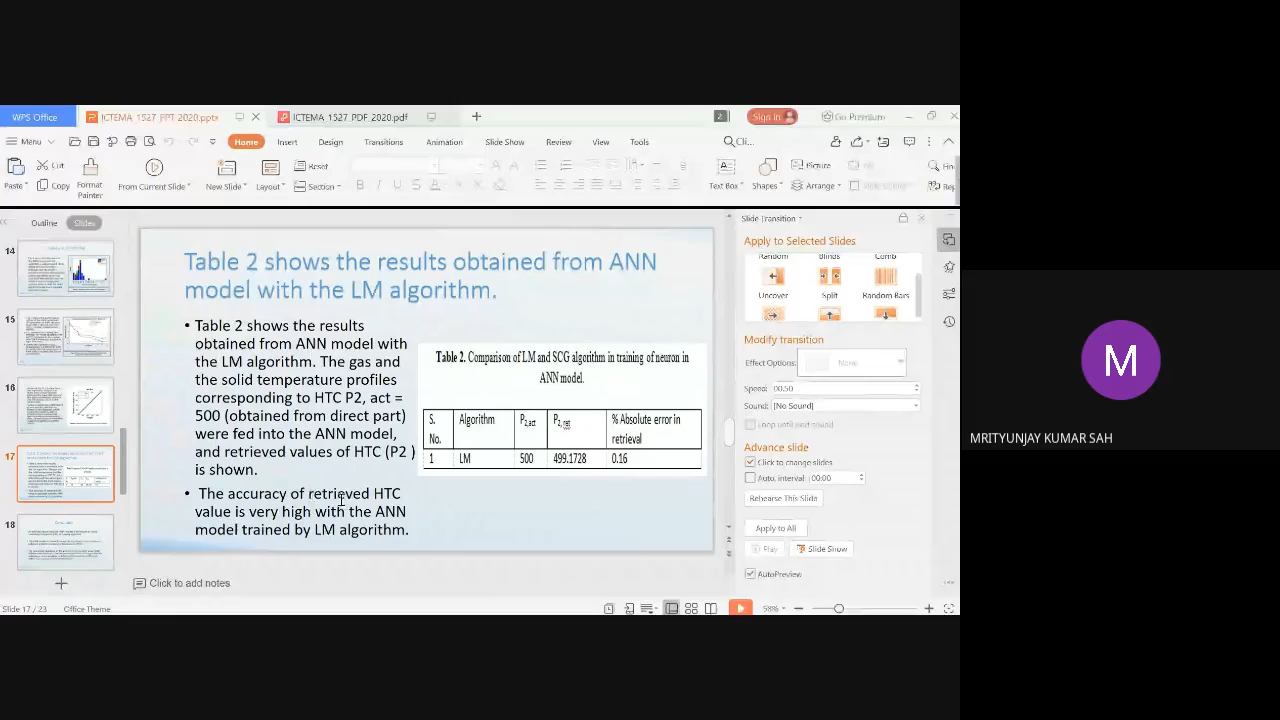 WPS Office
ICTEMA_1527_PPT_2020.pptx
ICTEMA_1527_PDF_2020.pdf
2
Sign in
Go Premium
Menu
Home
Insert
Design
Transitions
Animation
Slide Show
Review
View
Tools
Cli...
Paste
Cut
Copy
Format
Painter
From Current Slide
New Slide
Layout
Reset
Section
Text Box
Shapes
Picture
Arrange
Outline
Slides
14
15
16
17
18
Table 2 shows the results obtained from ANN
model with the LM algorithm.
• Table 2 shows the results
obtained from ANN model with
the LM algorithm. The gas and
the solid temperature profiles
corresponding to HTC P2, act =
500 (obtained from direct part)
were fed into the ANN model,
and retrieved values of HTC (P2 )
is shown.
• The accuracy of retrieved HTC
value is very high with the ANN
model trained by LM algorithm.
Table 2. Comparison of LM and SCG algorithm in training of neuron in
ANN model.
S. No. Algorithm P2,act P2,ret % Absolute error in retrieval
1 LM 500 499.1728 0.16
Slide Transition
Apply to Selected Slides
Random Blinds Comb
Uncover Split Random Bars
Modify transition
Effect Options: None
Speed: 00.50
Sound: [No Sound]
Loop until next sound
Advance slide
Click to change slides
Auto, interval: 00:00
Rehearse This Slide
Apply to All
Play
Slide Show
AutoPreview
Click to add notes
Slide 17 / 23
Office Theme
58%
M
MRITYUNJAY KUMAR SAH